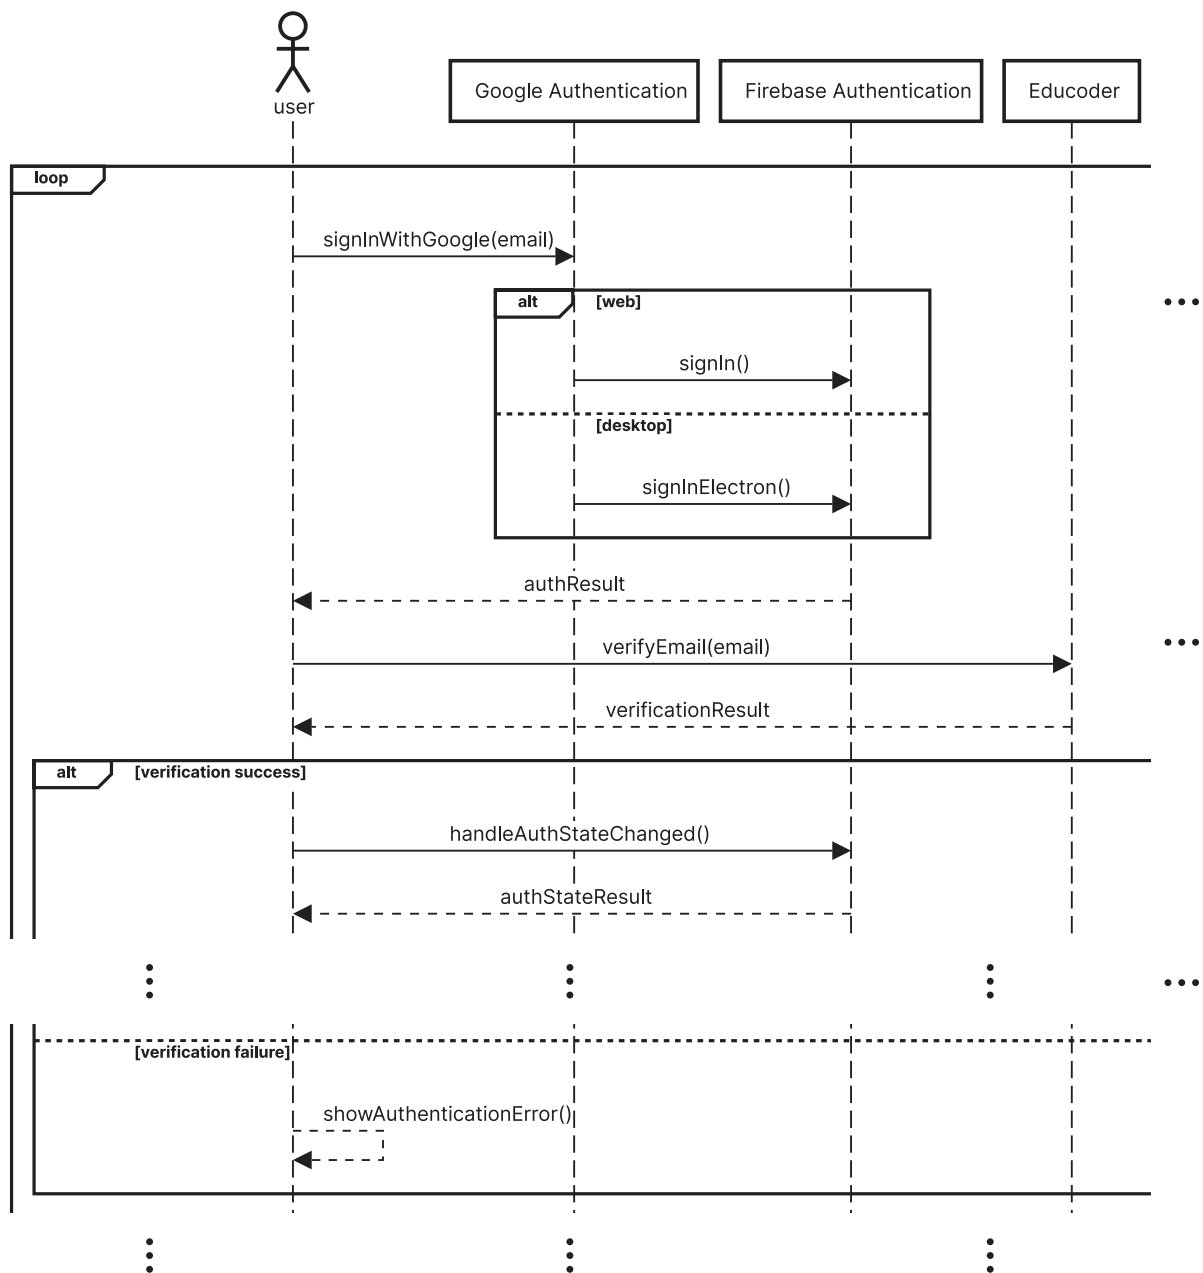 user
Google Authentication
Firebase Authentication
Educoder
loop
signInWithGoogle(email)
alt
[web]
signIn()
[desktop]
signInElectron()
authResult
verifyEmail(email)
verificationResult
alt
[verification success]
handleAuthStateChanged()
authStateResult
[verification failure]
showAuthenticationError()